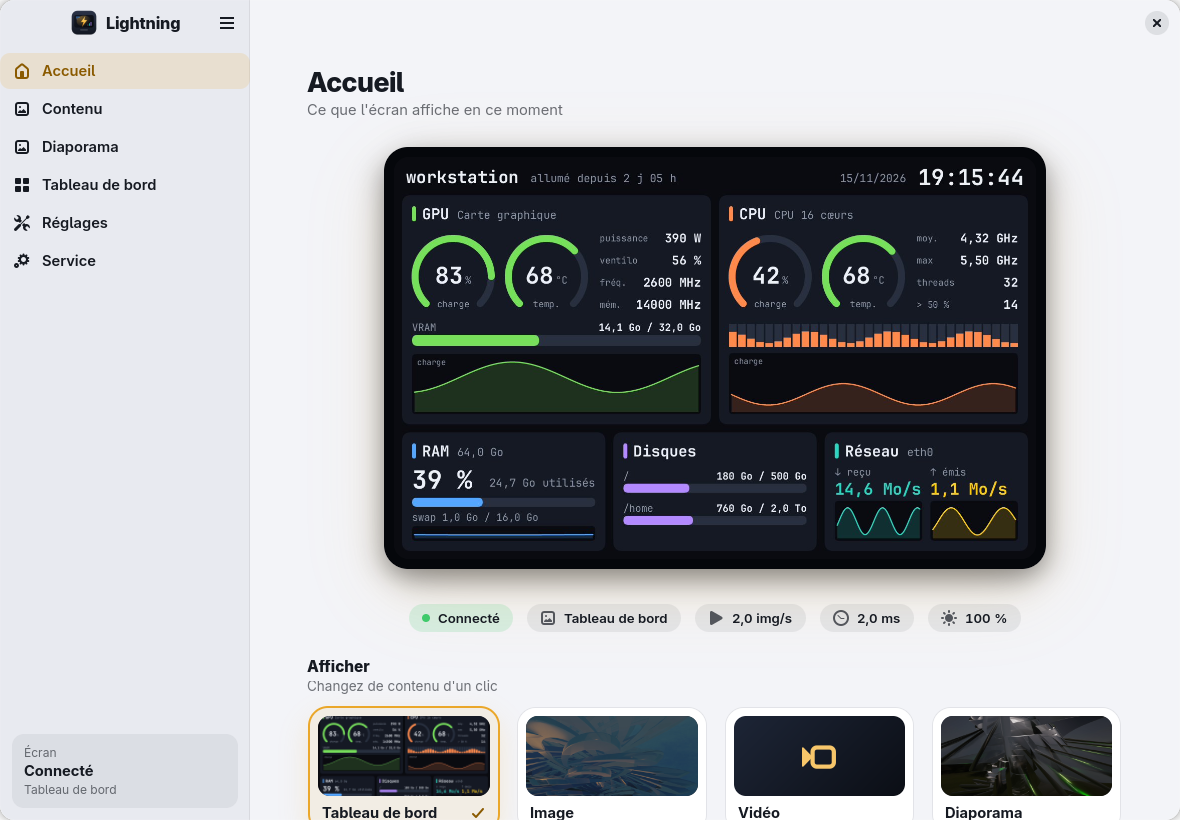 Lightning
Accueil
Contenu
Diaporama
Tableau de bord
Réglages
Service
Écran
Connecté
Tableau de bord
Accueil
Ce que l'écran affiche en ce moment
workstation allumé depuis 2 j 05 h 15/11/2026 19:15:44
GPU Carte graphique
83 %
charge
68 °C
temp.
puissance 390 W
ventilo 56 %
fréq. 2600 MHz
mém. 14000 MHz
VRAM 14,1 Go / 32,0 Go
charge
CPU CPU 16 cœurs
42 %
charge
68 °C
temp.
moy. 4,32 GHz
max 5,50 GHz
threads 32
> 50 % 14
charge
RAM 64,0 Go
39 % 24,7 Go utilisés
swap 1,0 Go / 16,0 Go
Disques
/ 180 Go / 500 Go
/home 760 Go / 2,0 To
Réseau eth0
↓ reçu ↑ émis
14,6 Mo/s 1,1 Mo/s
Connecté Tableau de bord 2,0 img/s 2,0 ms 100 %
Afficher
Changez de contenu d'un clic
Tableau de bord Image Vidéo Diaporama